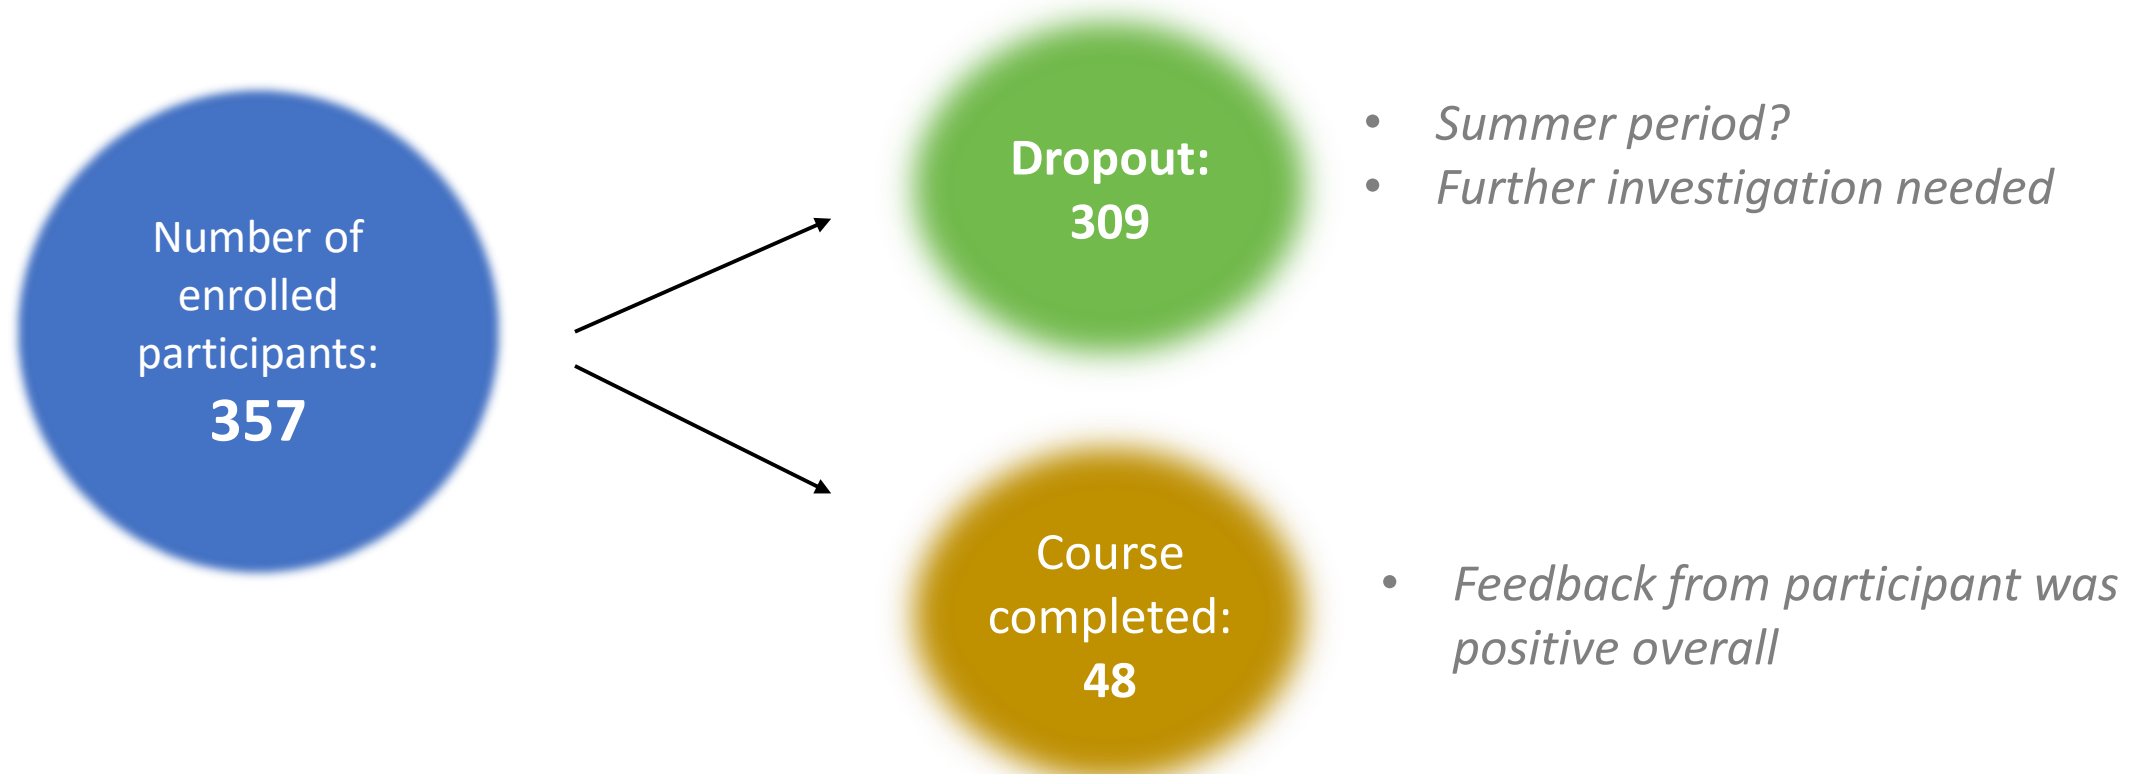 Number of
enrolled
participants:
357
Dropout:
309
• Summer period?
• Further investigation needed
Course
completed:
48
• Feedback from participant was
positive overall